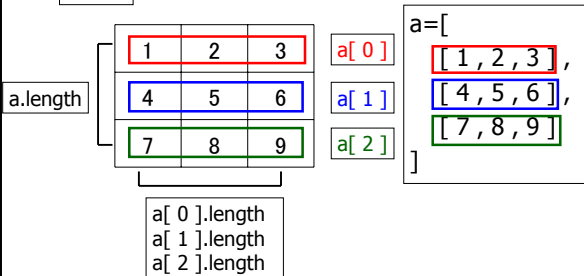 a.length
1 2 3
4 5 6
7 8 9
a[ 0 ]
a[ 1 ]
a[ 2 ]
a[ 0 ].length
a[ 1 ].length
a[ 2 ].length
a=[
[ 1 , 2 , 3 ] ,
[ 4 , 5 , 6 ] ,
[ 7 , 8 , 9 ]
]